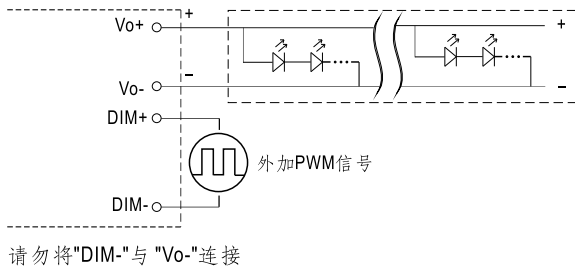 Vo+
+
+
Vo-
−
−
DIM+
外加PWM信号
DIM-
请勿将"DIM-"与 "Vo-"连接